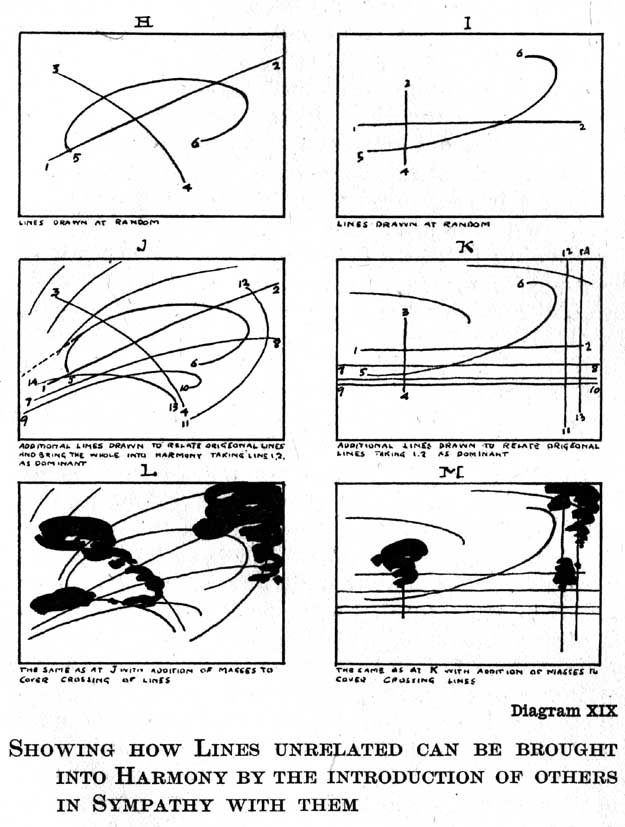 H
I
3
2
1
5
6
4
6
3
1
2
5
4
LINES DRAWN AT RANDOM
LINES DRAWN AT RANDOM
J
K
3
12
2
8
6
14
1
5
7
10
9
13
4
11
12
14
6
3
1
2
7
5
8
9
4
10
11
13
ADDITIONAL LINES DRAWN TO RELATE ORIGEONAL LINES
AND BRING THE WHOLE INTO HARMONY TAKING LINE 1,2,
AS DOMINANT
ADDITIONAL LINES DRAWN TO RELATE ORIGEONAL
LINES TAKING 1.2 AS DOMINANT
L
M
THE SAME AS AT J WITH ADDITION OF MASSES TO
COVER CROSSING OF LINES
THE SAME AS AT K WITH ADDITION OF MASSES TO
COVER CROSSING LINES
Diagram XIX
SHOWING HOW LINES UNRELATED CAN BE BROUGHT
INTO HARMONY BY THE INTRODUCTION OF OTHERS
IN SYMPATHY WITH THEM